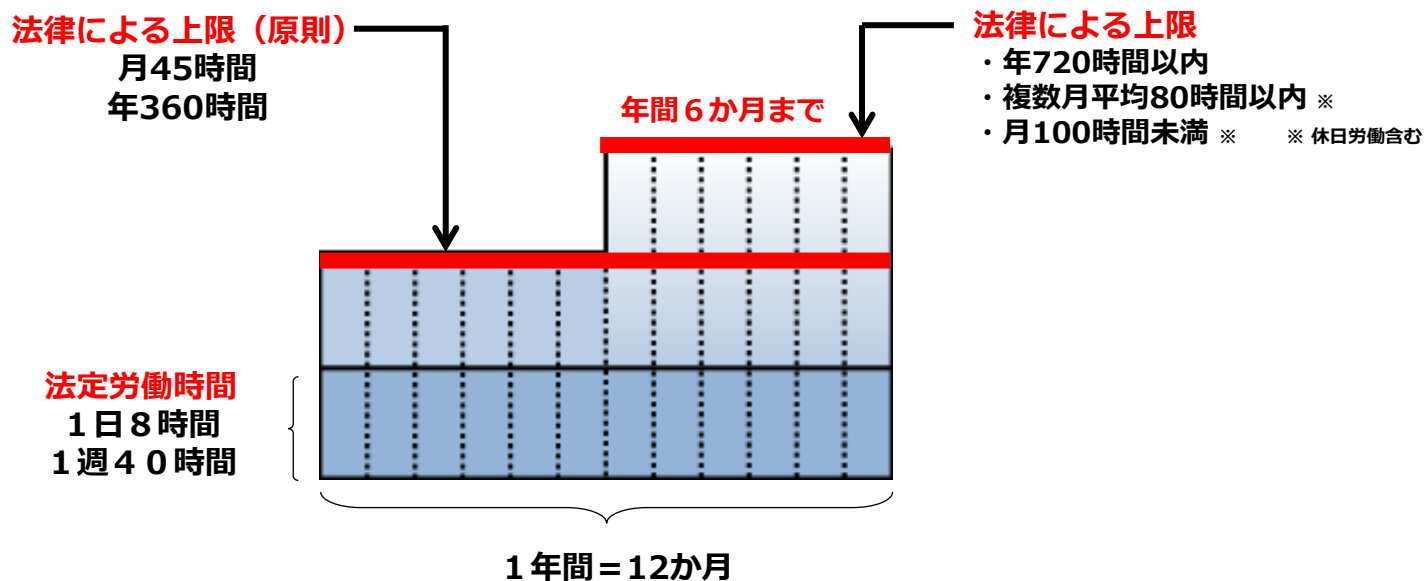 法律による上限（原則）
月45時間
年360時間
年間６か月まで
法律による上限
・年720時間以内
・複数月平均80時間以内 ※
・月100時間未満 ※　※ 休日労働含む
法定労働時間
１日８時間
１週４０時間
１年間＝12か月